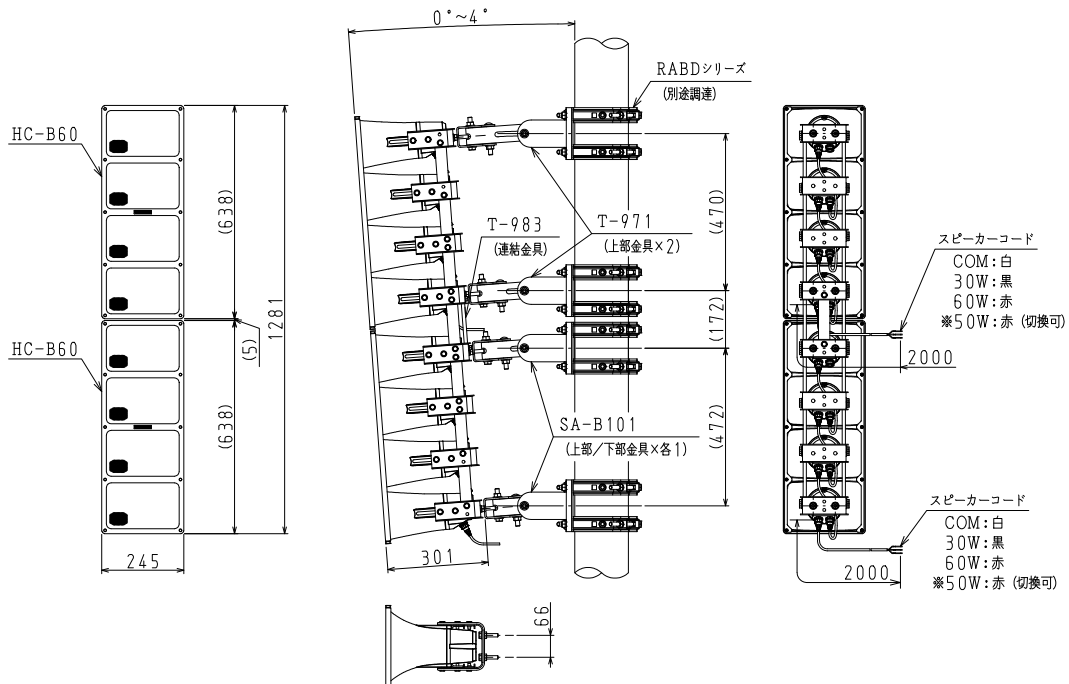 0°~4°
RABDシリーズ
(別途調達)
HC-B60
(638)
1281
(5)
HC-B60
(638)
245
T-983
(連結金具)
T-971
(上部金具×2)
(470)
(172)
SA-B101
(上部/下部金具×各1)
(472)
301
66
スピーカーコード
COM:白
30W:黒
60W:赤
※50W:赤 (切換可)
2000
スピーカーコード
COM:白
30W:黒
60W:赤
※50W:赤 (切換可)
2000